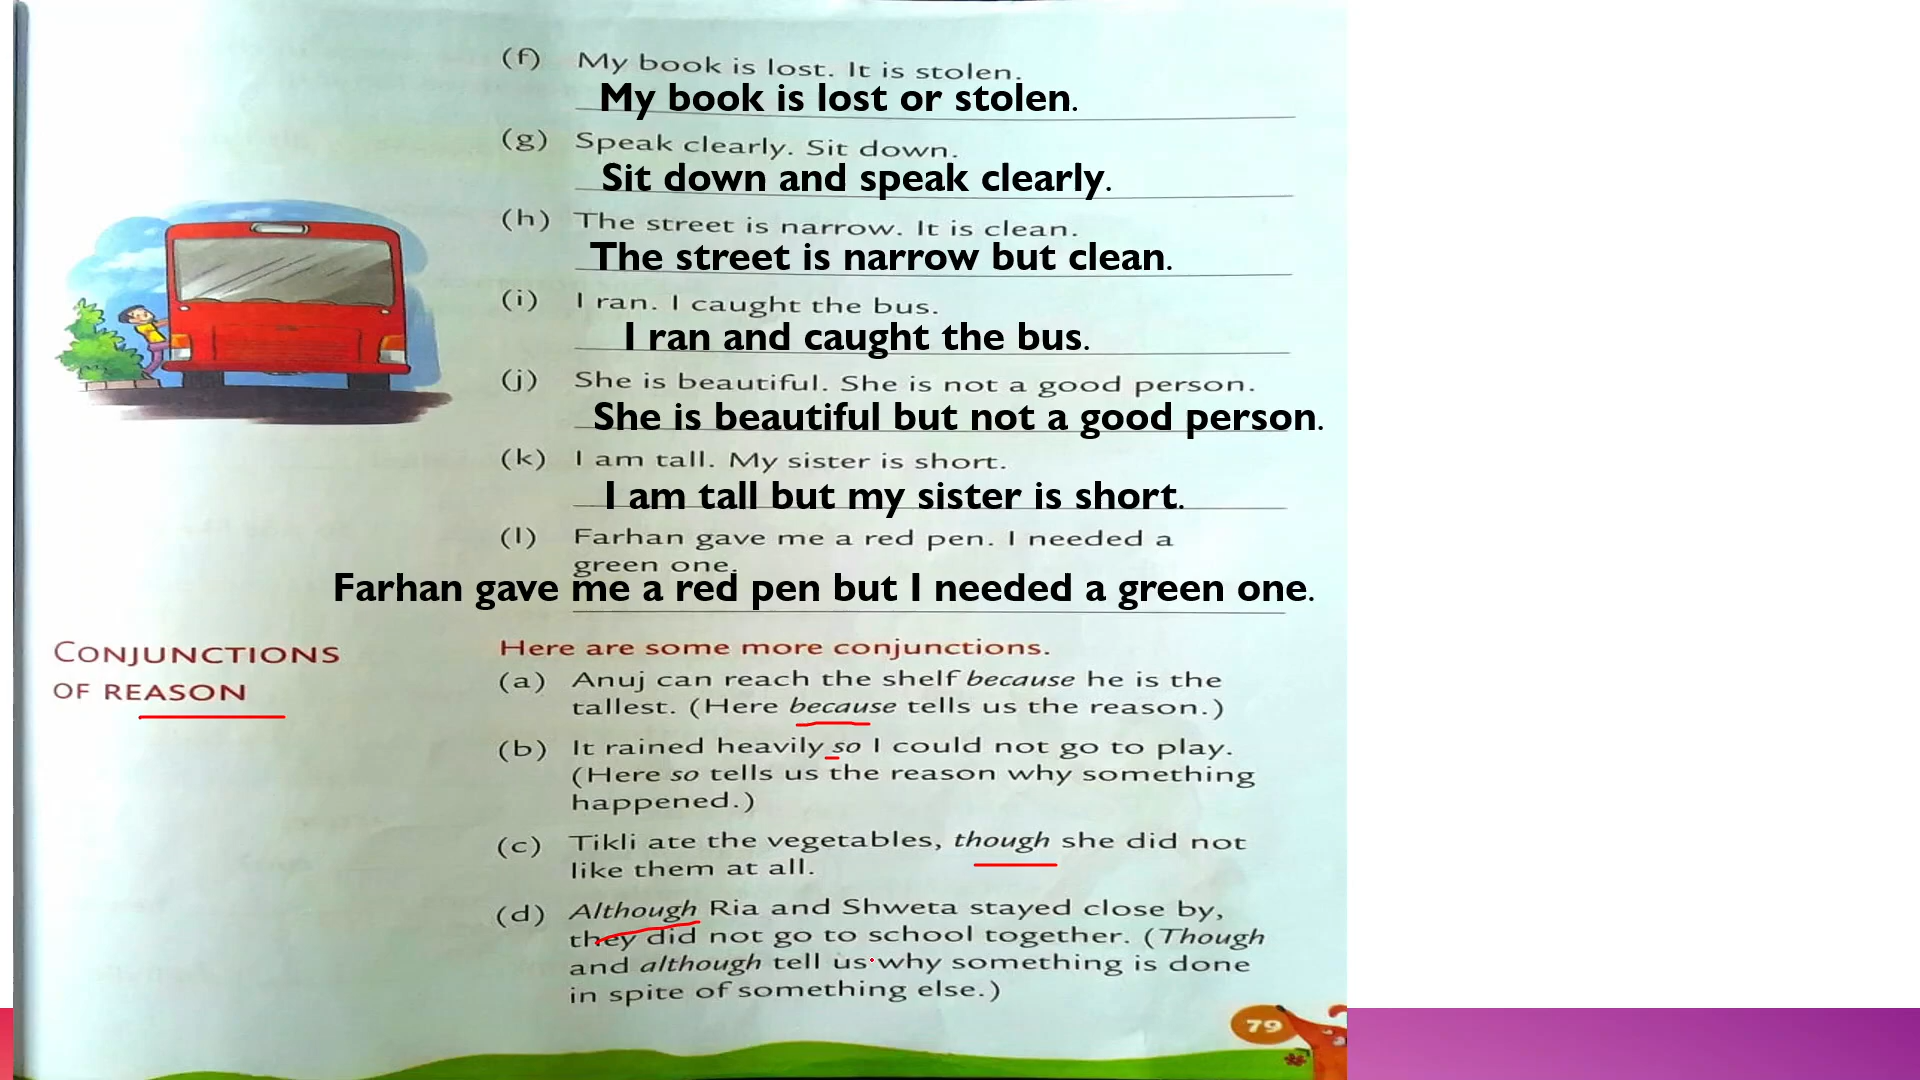 (f) My book is lost. It is stolen.
My book is lost or stolen.
(g) Speak clearly. Sit down.
Sit down and speak clearly.
(h) The street is narrow. It is clean.
The street is narrow but clean.
(i) I ran. I caught the bus.
I ran and caught the bus.
(j) She is beautiful. She is not a good person.
She is beautiful but not a good person.
(k) I am tall. My sister is short.
I am tall but my sister is short.
(l) Farhan gave me a red pen. I needed a
green one.
Farhan gave me a red pen but I needed a green one.
CONJUNCTIONS
OF REASON
Here are some more conjunctions.
(a) Anuj can reach the shelf because he is the
tallest. (Here because tells us the reason.)
(b) It rained heavily so I could not go to play.
(Here so tells us the reason why something
happened.)
(c) Tikli ate the vegetables, though she did not
like them at all.
(d) Although Ria and Shweta stayed close by,
they did not go to school together. (Though
and although tell us why something is done
in spite of something else.)
79